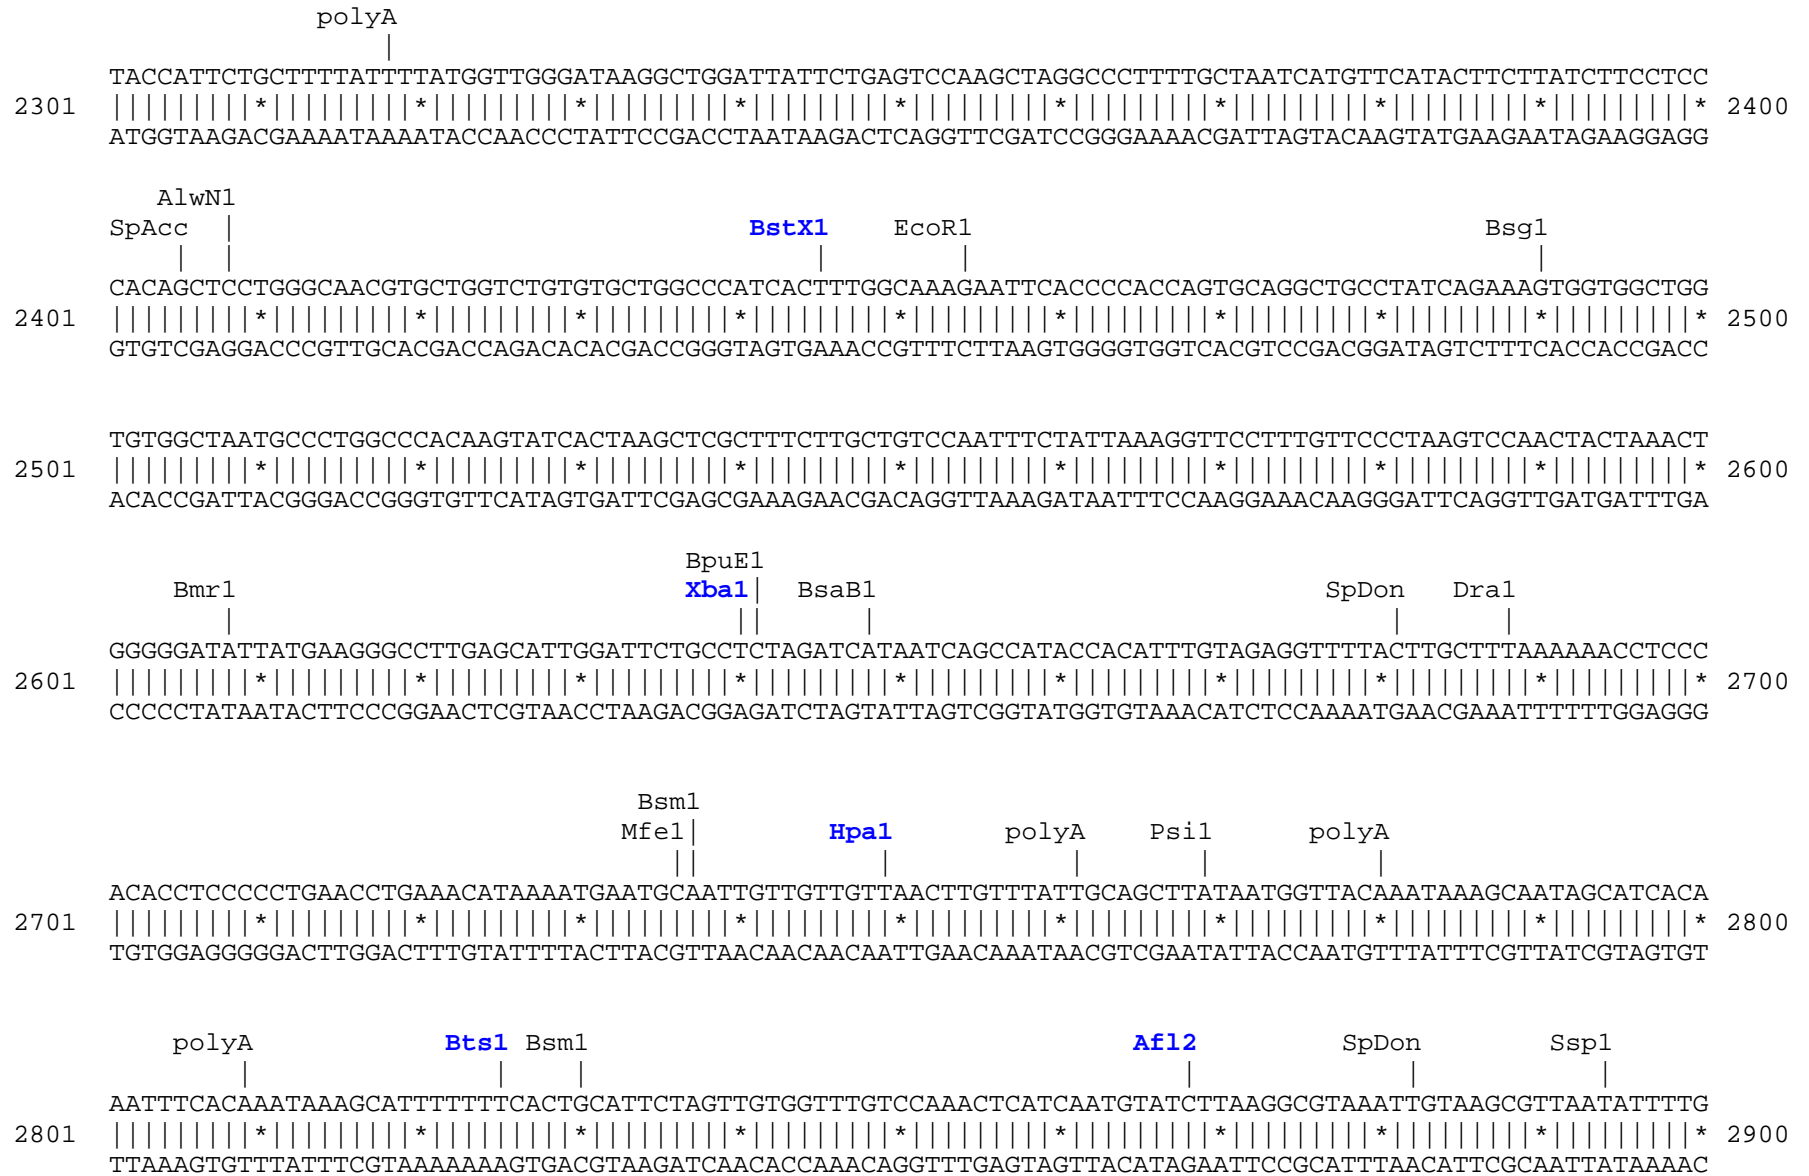 polyA
|
TACCATTCTGCTTTTATTTTATGGTTGGGATAAGGCTGGATTATTCTGAGTCCAAGCTAGGCCCTTTTGCTAATCATGTTCATACTTCTTATCTTCCTCC
2301 |||||||||*|||||||||*|||||||||*|||||||||*|||||||||*|||||||||*|||||||||*|||||||||*|||||||||*|||||||||* 2400
ATGGTAAGACGAAAATAAAATACCAACCCTATTCCGACCTAATAAGACTCAGGTTCGATCCGGGAAAACGATTAGTACAAGTATGAAGAATAGAAGGAGG
AlwN1
SpAcc | BstX1 EcoR1 Bsg1
| | | | |
CACAGCTCCTGGGCAACGTGCTGGTCTGTGTGCTGGCCCATCACTTTGGCAAAGAATTCACCCCACCAGTGCAGGCTGCCTATCAGAAAGTGGTGGCTGG
2401 |||||||||*|||||||||*|||||||||*|||||||||*|||||||||*|||||||||*|||||||||*|||||||||*|||||||||*|||||||||* 2500
GTGTCGAGGACCCGTTGCACGACCAGACACACGACCGGGTAGTGAAACCGTTTCTTAAGTGGGGTGGTCACGTCCGACGGATAGTCTTTCACCACCGACC
TGTGGCTAATGCCCTGGCCCACAAGTATCACTAAGCTCGCTTTCTTGCTGTCCAATTTCTATTAAAGGTTCCTTTGTTCCCTAAGTCCAACTACTAAACT
2501 |||||||||*|||||||||*|||||||||*|||||||||*|||||||||*|||||||||*|||||||||*|||||||||*|||||||||*|||||||||* 2600
ACACCGATTACGGGACCGGGTGTTCATAGTGATTCGAGCGAAAGAACGACAGGTTAAAGATAATTTCCAAGGAAACAAGGGATTCAGGTTGATGATTTGA
BpuE1
Bmr1 Xba1| BsaB1 SpDon Dra1
| || | | |
GGGGGATATTATGAAGGGCCTTGAGCATTGGATTCTGCCTCTAGATCATAATCAGCCATACCACATTTGTAGAGGTTTTACTTGCTTTAAAAAACCTCCC
2601 |||||||||*|||||||||*|||||||||*|||||||||*|||||||||*|||||||||*|||||||||*|||||||||*|||||||||*|||||||||* 2700
CCCCCTATAATACTTCCCGGAACTCGTAACCTAAGACGGAGATCTAGTATTAGTCGGTATGGTGTAAACATCTCCAAAATGAACGAAATTTTTTGGAGGG
Bsm1
Mfe1| Hpa1 polyA Psi1 polyA
|| | | | |
ACACCTCCCCCTGAACCTGAAACATAAAATGAATGCAATTGTTGTTGTTAACTTGTTTATTGCAGCTTATAATGGTTACAAATAAAGCAATAGCATCACA
2701 |||||||||*|||||||||*|||||||||*|||||||||*|||||||||*|||||||||*|||||||||*|||||||||*|||||||||*|||||||||* 2800
TGTGGAGGGGGACTTGGACTTTGTATTTTACTTACGTTAACAACAACAATTGAACAAATAACGTCGAATATTACCAATGTTTATTTCGTTATCGTAGTGT
polyA Bts1 Bsm1 Afl2 SpDon Ssp1
| | | | | |
AATTTCACAAATAAAGCATTTTTTTCACTGCATTCTAGTTGTGGTTTGTCCAAACTCATCAATGTATCTTAAGGCGTAAATTGTAAGCGTTAATATTTTG
2801 |||||||||*|||||||||*|||||||||*|||||||||*|||||||||*|||||||||*|||||||||*|||||||||*|||||||||*|||||||||* 2900
TTAAAGTGTTTATTTCGTAAAAAAAGTGACGTAAGATCAACACCAAACAGGTTTGAGTAGTTACATAGAATTCCGCATTTAACATTCGCAATTATAAAAC